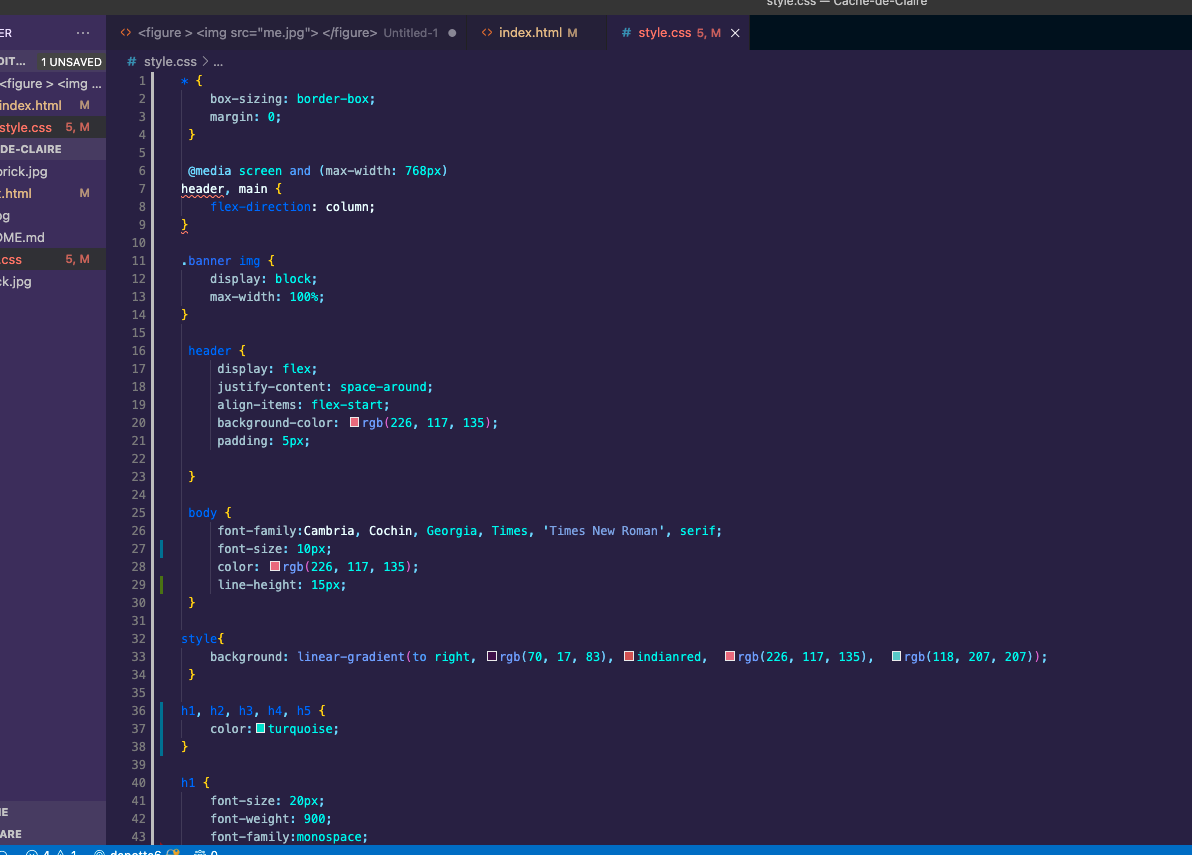 style.css — Cache-de-Claire
ER ...
<figure > <img src="me.jpg"> </figure> Untitled-1
index.html M
style.css 5, M
DIT... 1 UNSAVED
<figure > <img ...
index.html M
style.css 5, M
DE-CLAIRE
brick.jpg
.html M
pg
OME.md
.css 5, M
ck.jpg
NE
ARE
# style.css > ...
1 * {
2 box-sizing: border-box;
3 margin: 0;
4 }
5
6 @media screen and (max-width: 768px)
7 header, main {
8 flex-direction: column;
9 }
10
11 .banner img {
12 display: block;
13 max-width: 100%;
14 }
15
16 header {
17 display: flex;
18 justify-content: space-around;
19 align-items: flex-start;
20 background-color: rgb(226, 117, 135);
21 padding: 5px;
22
23 }
24
25 body {
26 font-family:Cambria, Cochin, Georgia, Times, 'Times New Roman', serif;
27 font-size: 10px;
28 color: rgb(226, 117, 135);
29 line-height: 15px;
30 }
31
32 style{
33 background: linear-gradient(to right, rgb(70, 17, 83), indianred, rgb(226, 117, 135), rgb(118, 207, 207));
34 }
35
36 h1, h2, h3, h4, h5 {
37 color: turquoise;
38 }
39
40 h1 {
41 font-size: 20px;
42 font-weight: 900;
43 font-family:monospace;